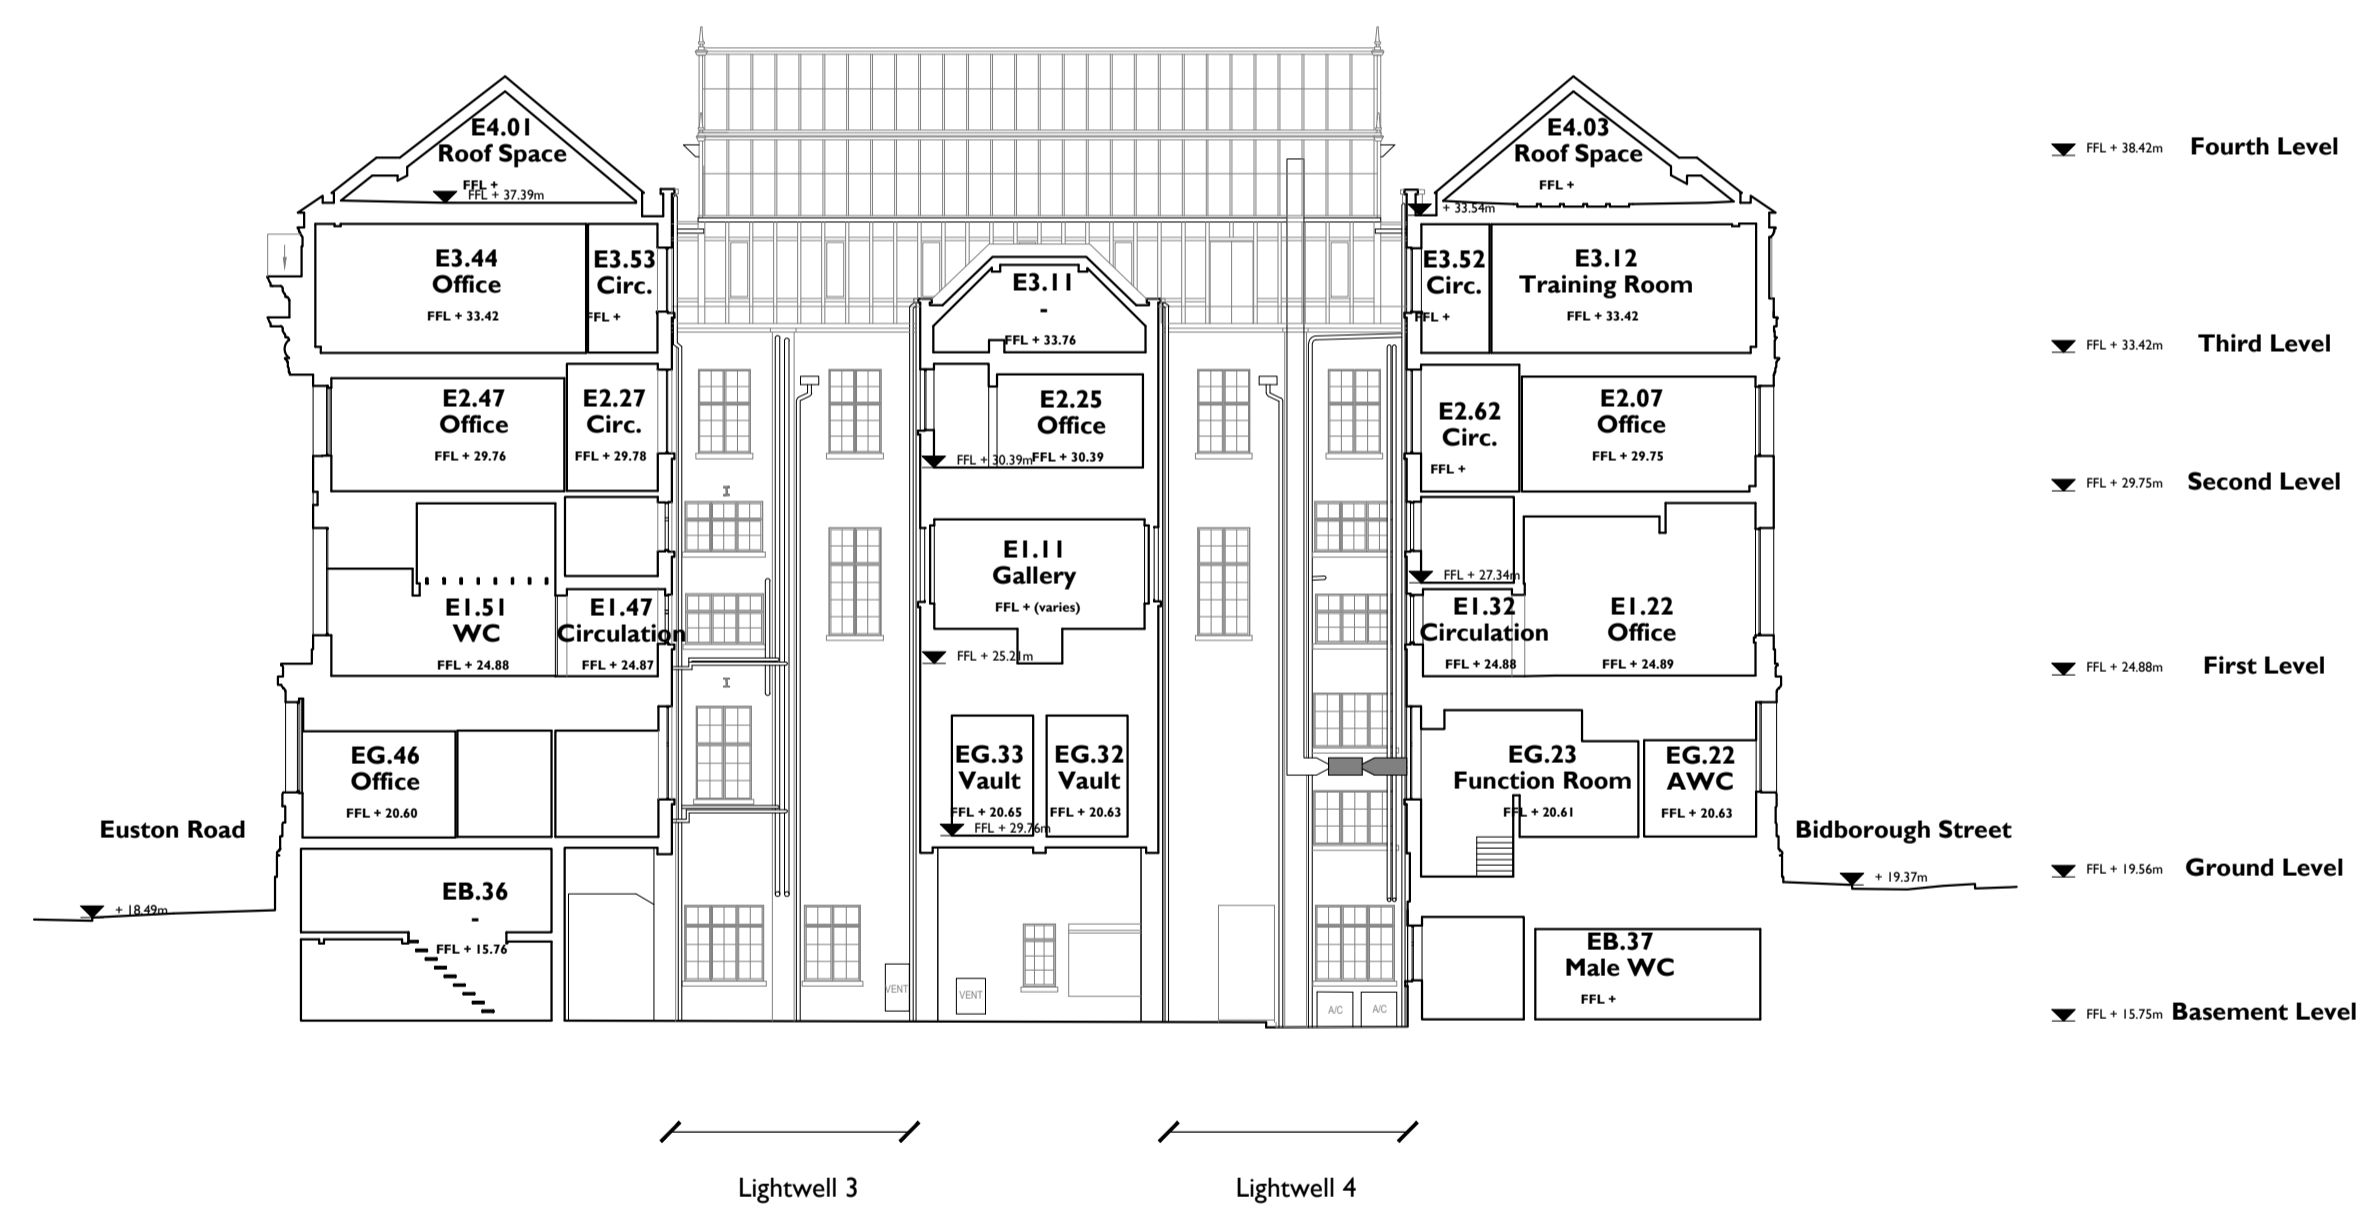 E4.01
Roof Space
FFL +
FFL + 37.39m
E4.03
Roof Space
FFL +
+ 33.54m
FFL + 38.42m Fourth Level
E3.44
Office
FFL + 33.42
E3.53
Circ.
FFL +
E3.11
-
FFL + 33.76
E3.52
Circ.
FFL +
E3.12
Training Room
FFL + 33.42
FFL + 33.42m Third Level
E2.47
Office
FFL + 29.76
E2.27
Circ.
FFL + 29.78
E2.25
Office
FFL + 30.39m
FFL + 30.39
E2.62
Circ.
FFL +
E2.07
Office
FFL + 29.75
FFL + 29.75m Second Level
E1.51
WC
FFL + 24.88
E1.47
Circulation
FFL + 24.87
E1.11
Gallery
FFL + (varies)
FFL + 25.21m
FFL + 27.34m
E1.32
Circulation
FFL + 24.88
E1.22
Office
FFL + 24.89
FFL + 24.88m First Level
EG.46
Office
FFL + 20.60
EG.33
Vault
FFL + 20.65
EG.32
Vault
FFL + 20.63
FFL + 29.76m
EG.23
Function Room
FFL + 20.61
EG.22
AWC
FFL + 20.63
Euston Road
+ 18.49m
Bidborough Street
+ 19.37m
FFL + 19.56m Ground Level
EB.36
-
FFL + 15.76
VENT
VENT
A/C
A/C
EB.37
Male WC
FFL +
FFL + 15.75m Basement Level
Lightwell 3
Lightwell 4